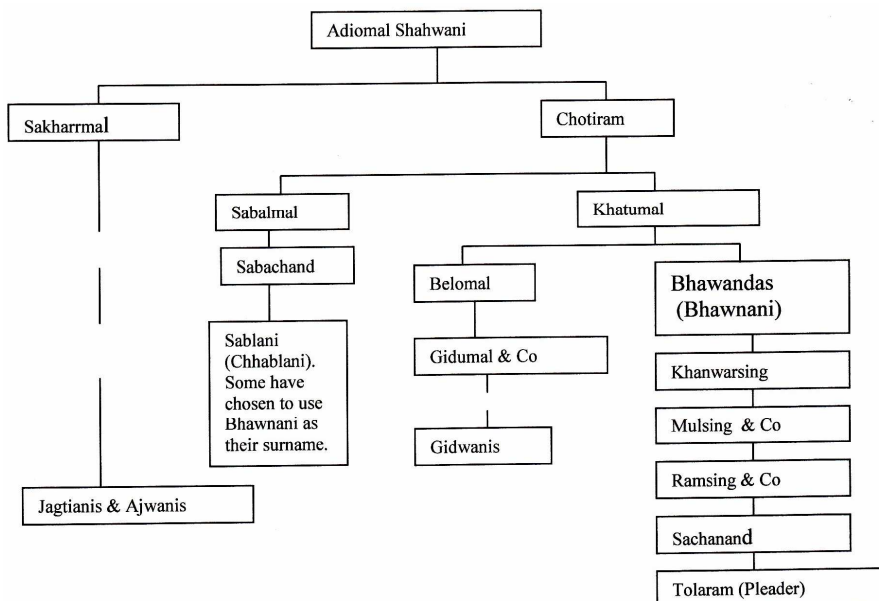 Adiomal Shahwani
Sakharrmal
Chotiram
Sabalmal
Khatumal
Sabachand
Belomal
Bhawandas
(Bhawnani)
Sablani
(Chhablani).
Some have
chosen to use
Bhawnani as
their surname.
Gidumal & Co
Khanwarsing
Mulsing & Co
Gidwanis
Ramsing & Co
Jagtianis & Ajwanis
Sachanand
Tolaram (Pleader)